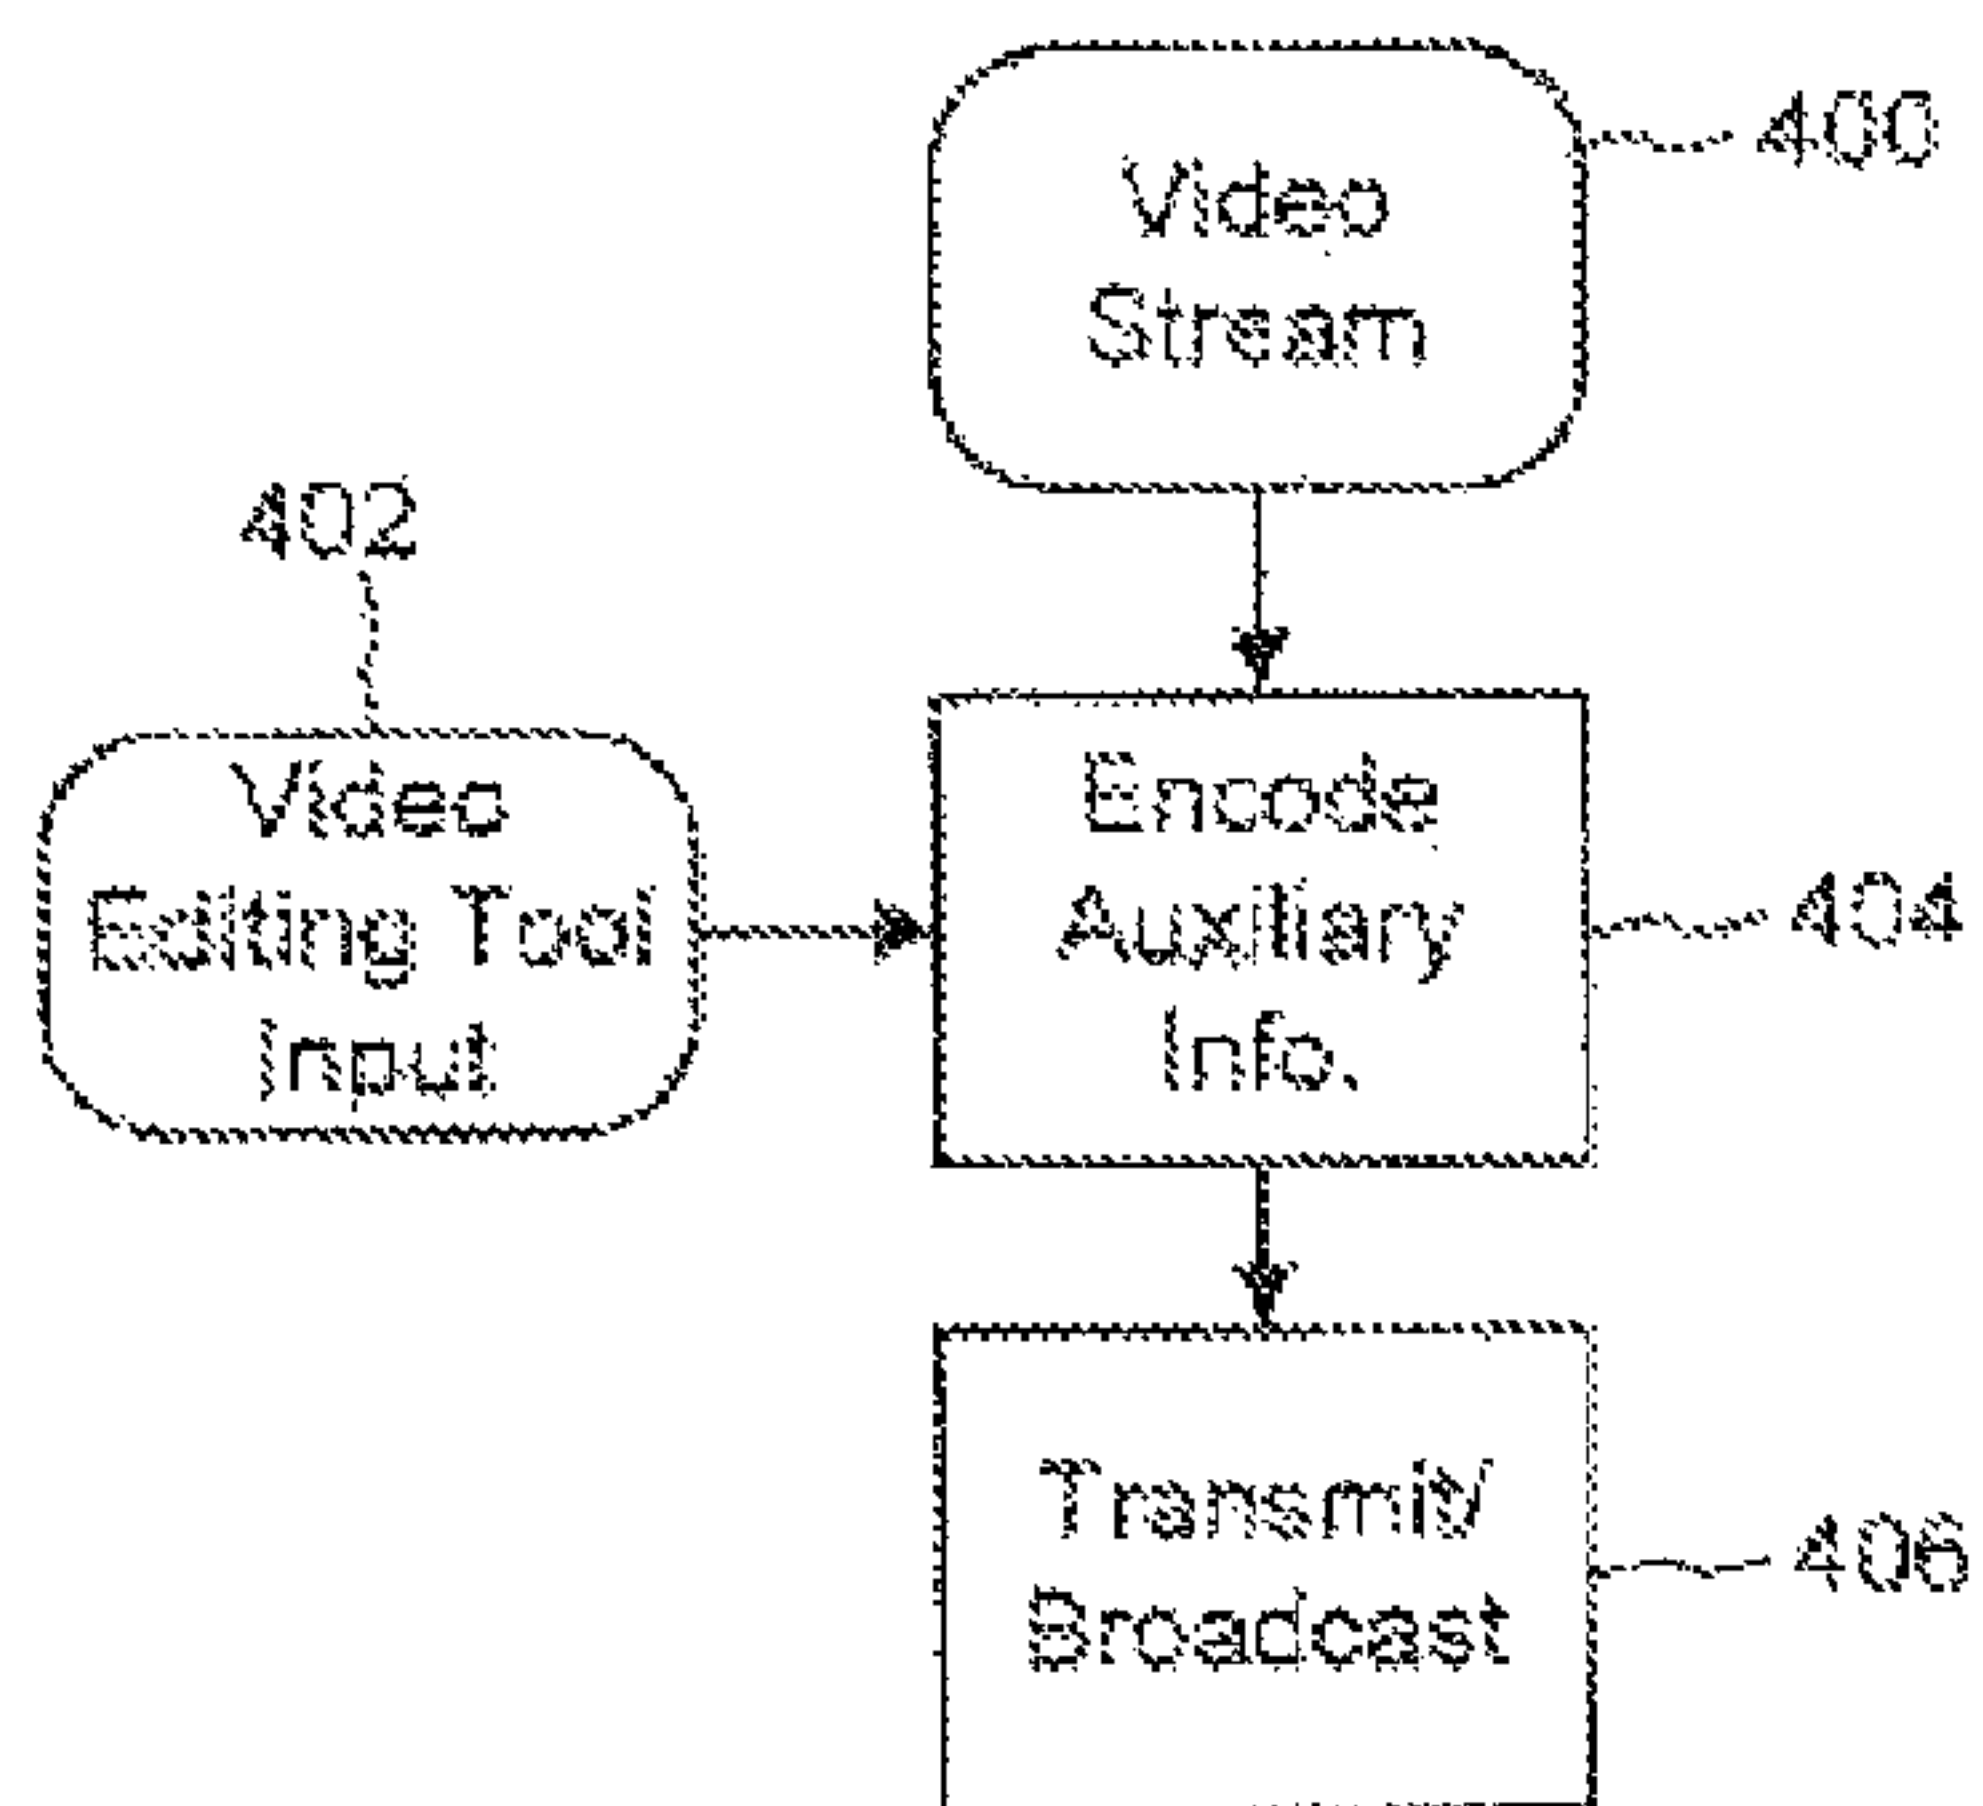 Video
Stream
400
402
Video
Editing Tool
Input
Encode
Auxiliary
Info.
404
Transmit/
Broadcast
406